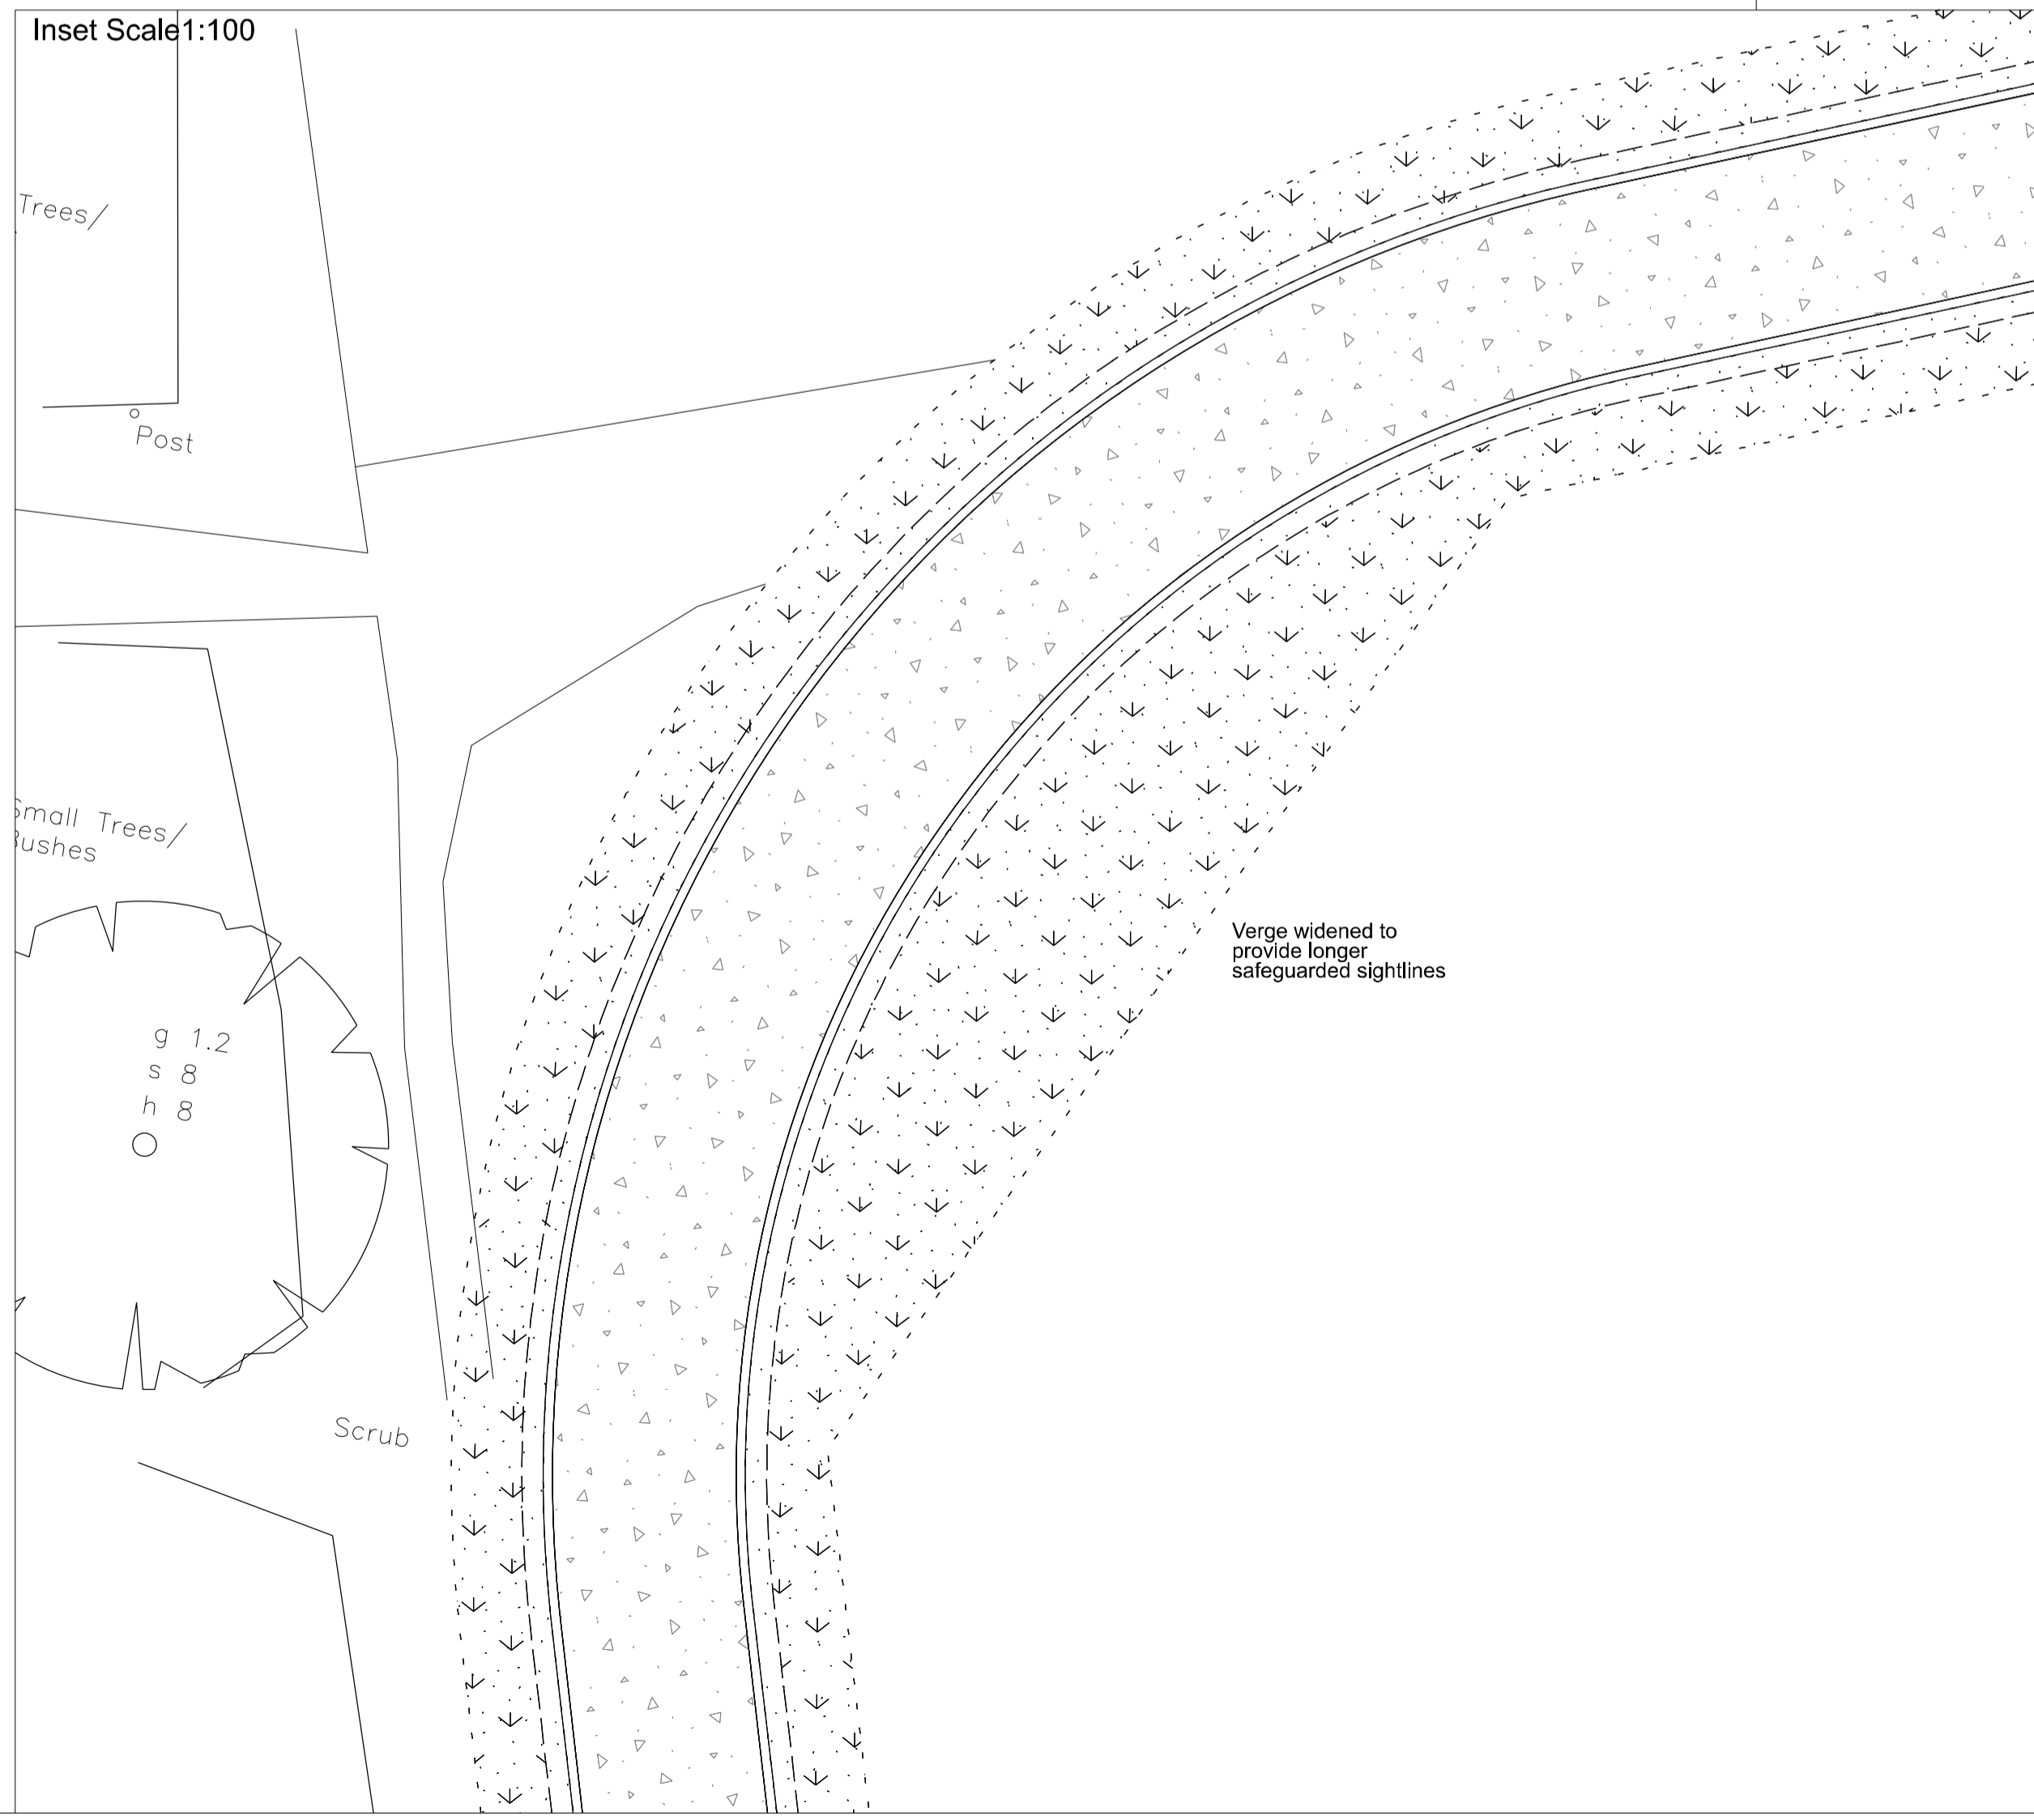 Inset Scale1:100
Trees/
Post
Small Trees/
Bushes
Verge widened to
provide longer
safeguarded sightlines
g 1.2
s 8
h 8
Scrub